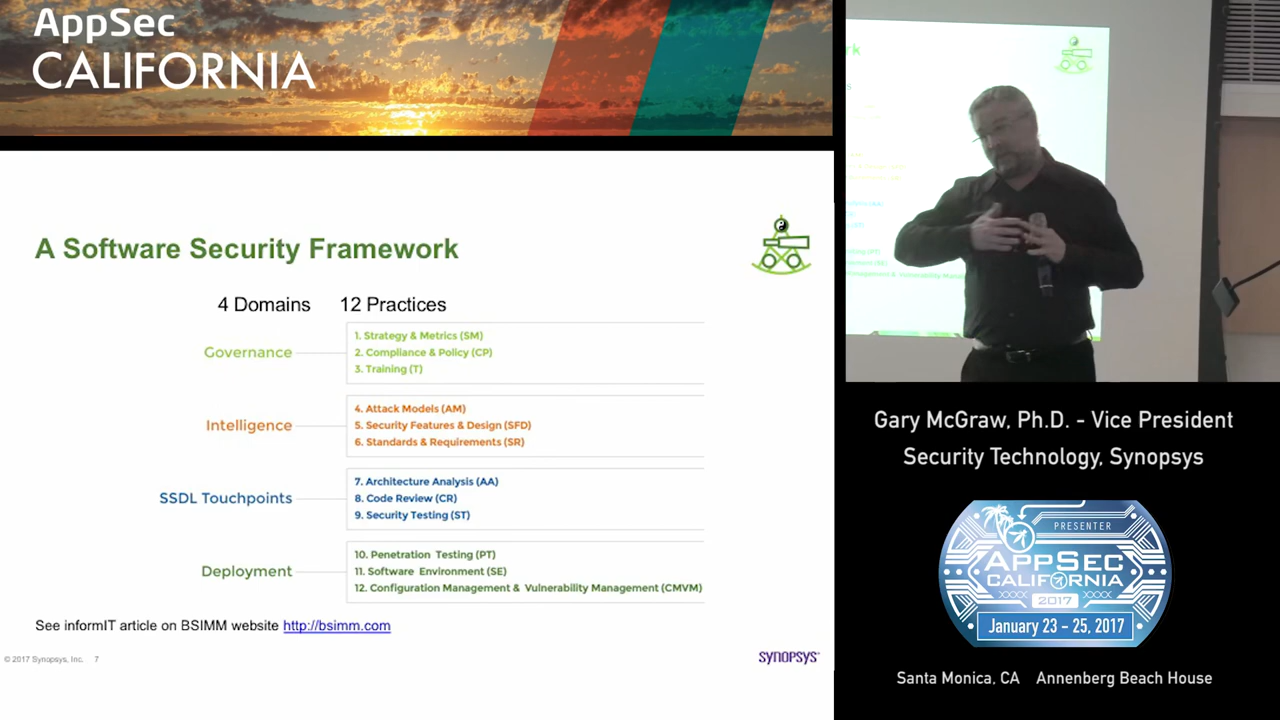 AppSec
CALIFORNIA
A Software Security Framework
4 Domains
12 Practices
Governance
1. Strategy & Metrics (SM)
2. Compliance & Policy (CP)
3. Training (T)
Intelligence
4. Attack Models (AM)
5. Security Features & Design (SFD)
6. Standards & Requirements (SR)
SSDL Touchpoints
7. Architecture Analysis (AA)
8. Code Review (CR)
9. Security Testing (ST)
Deployment
10. Penetration Testing (PT)
11. Software Environment (SE)
12. Configuration Management & Vulnerability Management (CMVM)
See informIT article on BSIMM website http://bsimm.com
© 2017 Synopsys, Inc. 7
SYNOPSYS
Gary McGraw, Ph.D. - Vice President
Security Technology, Synopsys
PRESENTER
APPSEC
CALIFORNIA
2017
January 23 - 25, 2017
Santa Monica, CA Annenberg Beach House